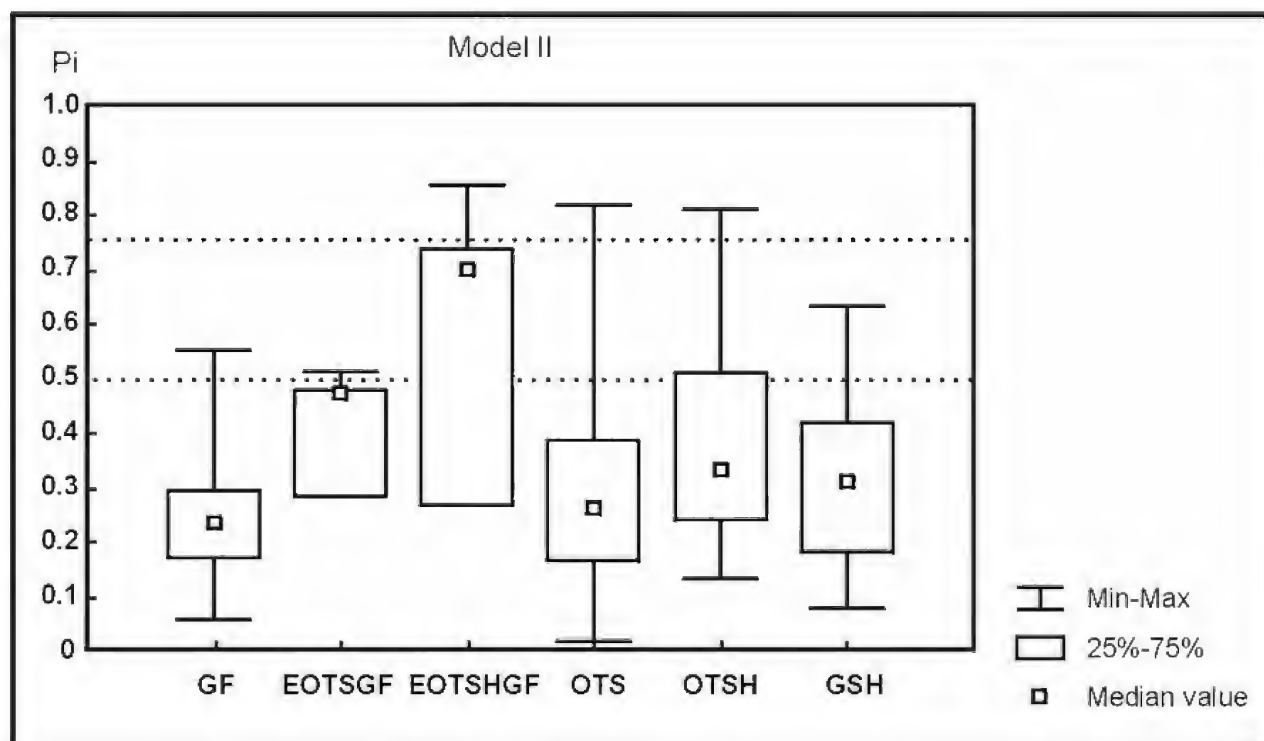 Model II
Pi
1.0
0.9
0.8
0.7
0.6
0.5
0.4
0.3
0.2
0.1
0
GF EOTSGF EOTSHGF OTS OTSH GSH
Min-Max
25%-75%
Median value